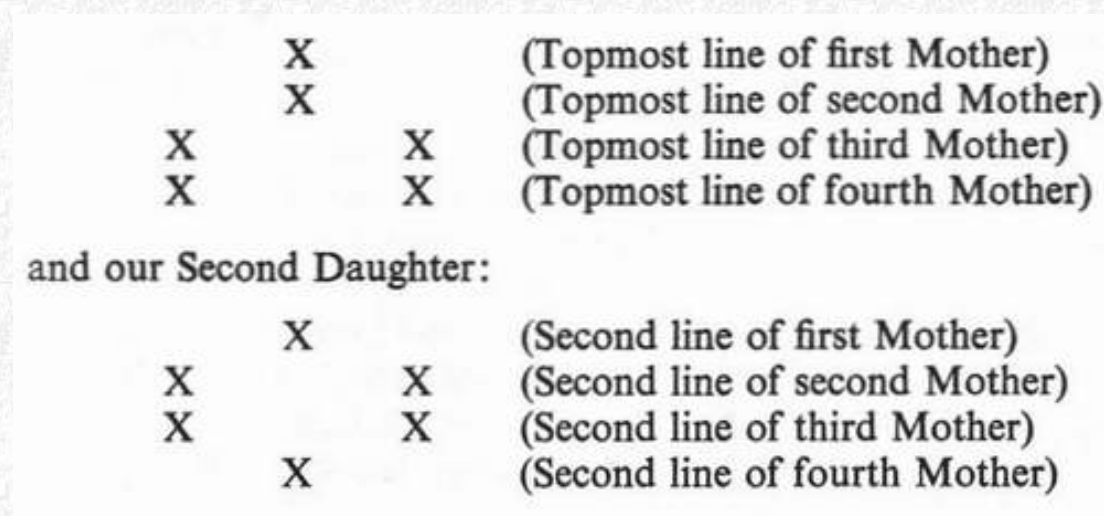 X (Topmost line of first Mother)
X (Topmost line of second Mother)
X X (Topmost line of third Mother)
X X (Topmost line of fourth Mother)
and our Second Daughter:
X (Second line of first Mother)
X X (Second line of second Mother)
X X (Second line of third Mother)
X (Second line of fourth Mother)